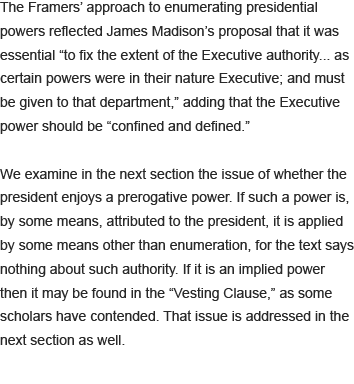 The Framers’ approach to enumerating presidential
powers reflected James Madison’s proposal that it was
essential “to fix the extent of the Executive authority... as
certain powers were in their nature Executive; and must
be given to that department,” adding that the Executive
power should be “confined and defined.”

We examine in the next section the issue of whether the
president enjoys a prerogative power. If such a power is,
by some means, attributed to the president, it is applied
by some means other than enumeration, for the text says
nothing about such authority. If it is an implied power
then it may be found in the “Vesting Clause,” as some
scholars have contended. That issue is addressed in the
next section as well.